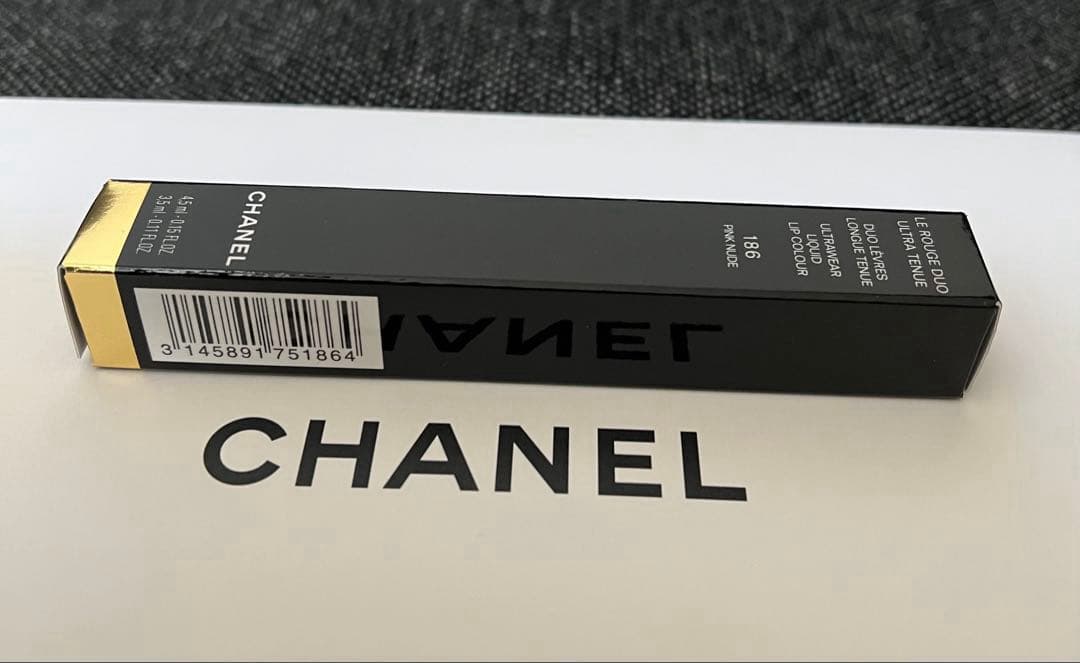 LE ROUGE DUO
ULTRA TENUE
DUO LÈVRES
LONGUE TENUE
ULTRAWEAR
LIQUID
LIP COLOUR
186
PINK NUDE
CHANEL
4.5 ml - 0.15 FL.OZ.
3.5 ml - 0.11 FL.OZ.
3 145891 751864
ANEL
CHANEL